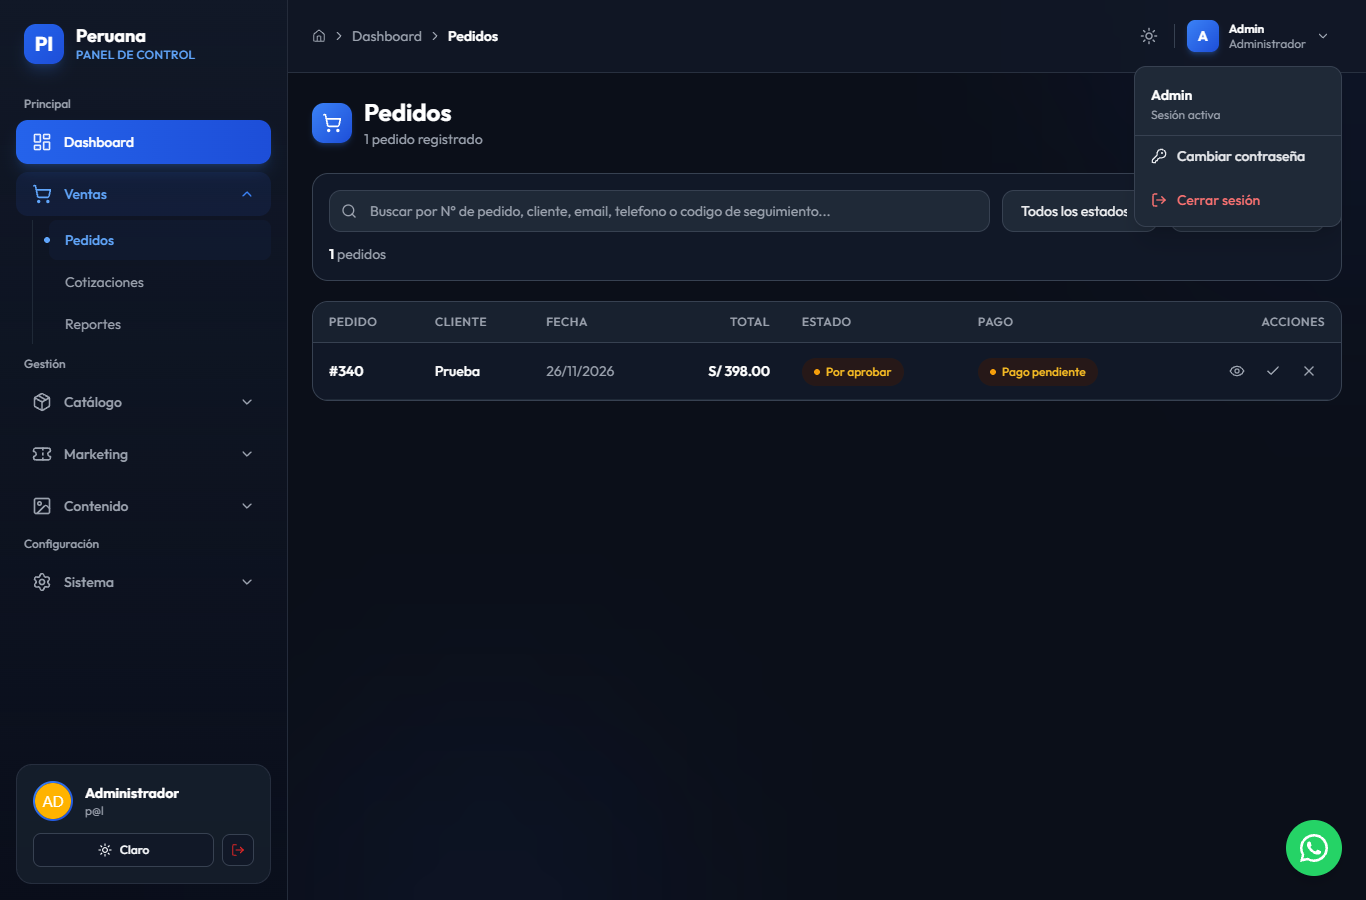 PI
Peruana
PANEL DE CONTROL
Principal
Dashboard
Ventas
Pedidos
Cotizaciones
Reportes
Gestión
Catálogo
Marketing
Contenido
Configuración
Sistema
AD
Administrador
p@l
Claro
Dashboard
Pedidos
A
Admin
Administrador
Admin
Sesión activa
Cambiar contraseña
Cerrar sesión
Pedidos
1 pedido registrado
Buscar por N° de pedido, cliente, email, telefono o codigo de seguimiento...
Todos los estados
1 pedidos
PEDIDO CLIENTE FECHA TOTAL ESTADO PAGO ACCIONES
#340 Prueba 26/11/2026 S/ 398.00 Por aprobar Pago pendiente